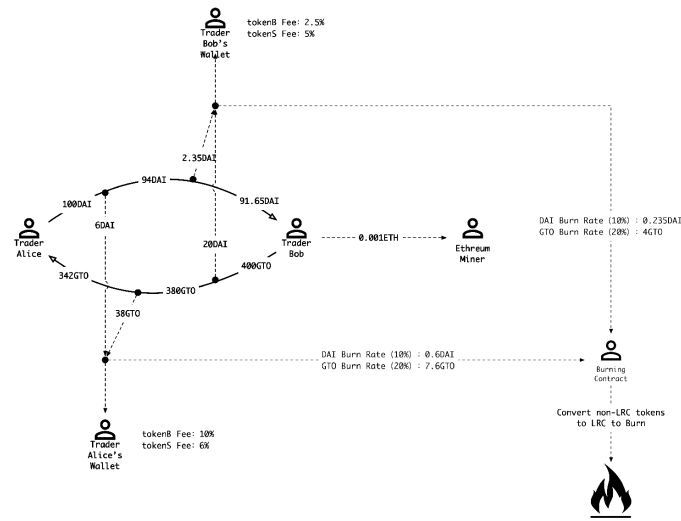 Trader
Bob's
Wallet
tokenB Fee: 2.5%
tokenS Fee: 5%
2.35DAI
94DAI
100DAI
91.65DAI
6DAI
20DAI
Trader
Alice
Trader
Bob
0.001ETH
Ethreum
Miner
DAI Burn Rate (10%) : 0.235DAI
GTO Burn Rate (20%) : 4GTO
342GTO
380GTO
400GTO
38GTO
DAI Burn Rate (10%) : 0.6DAI
GTO Burn Rate (20%) : 7.6GTO
Burning
Contract
Convert non-LRC tokens
to LRC to Burn
Trader
Alice's
Wallet
tokenB Fee: 10%
tokenS Fee: 6%